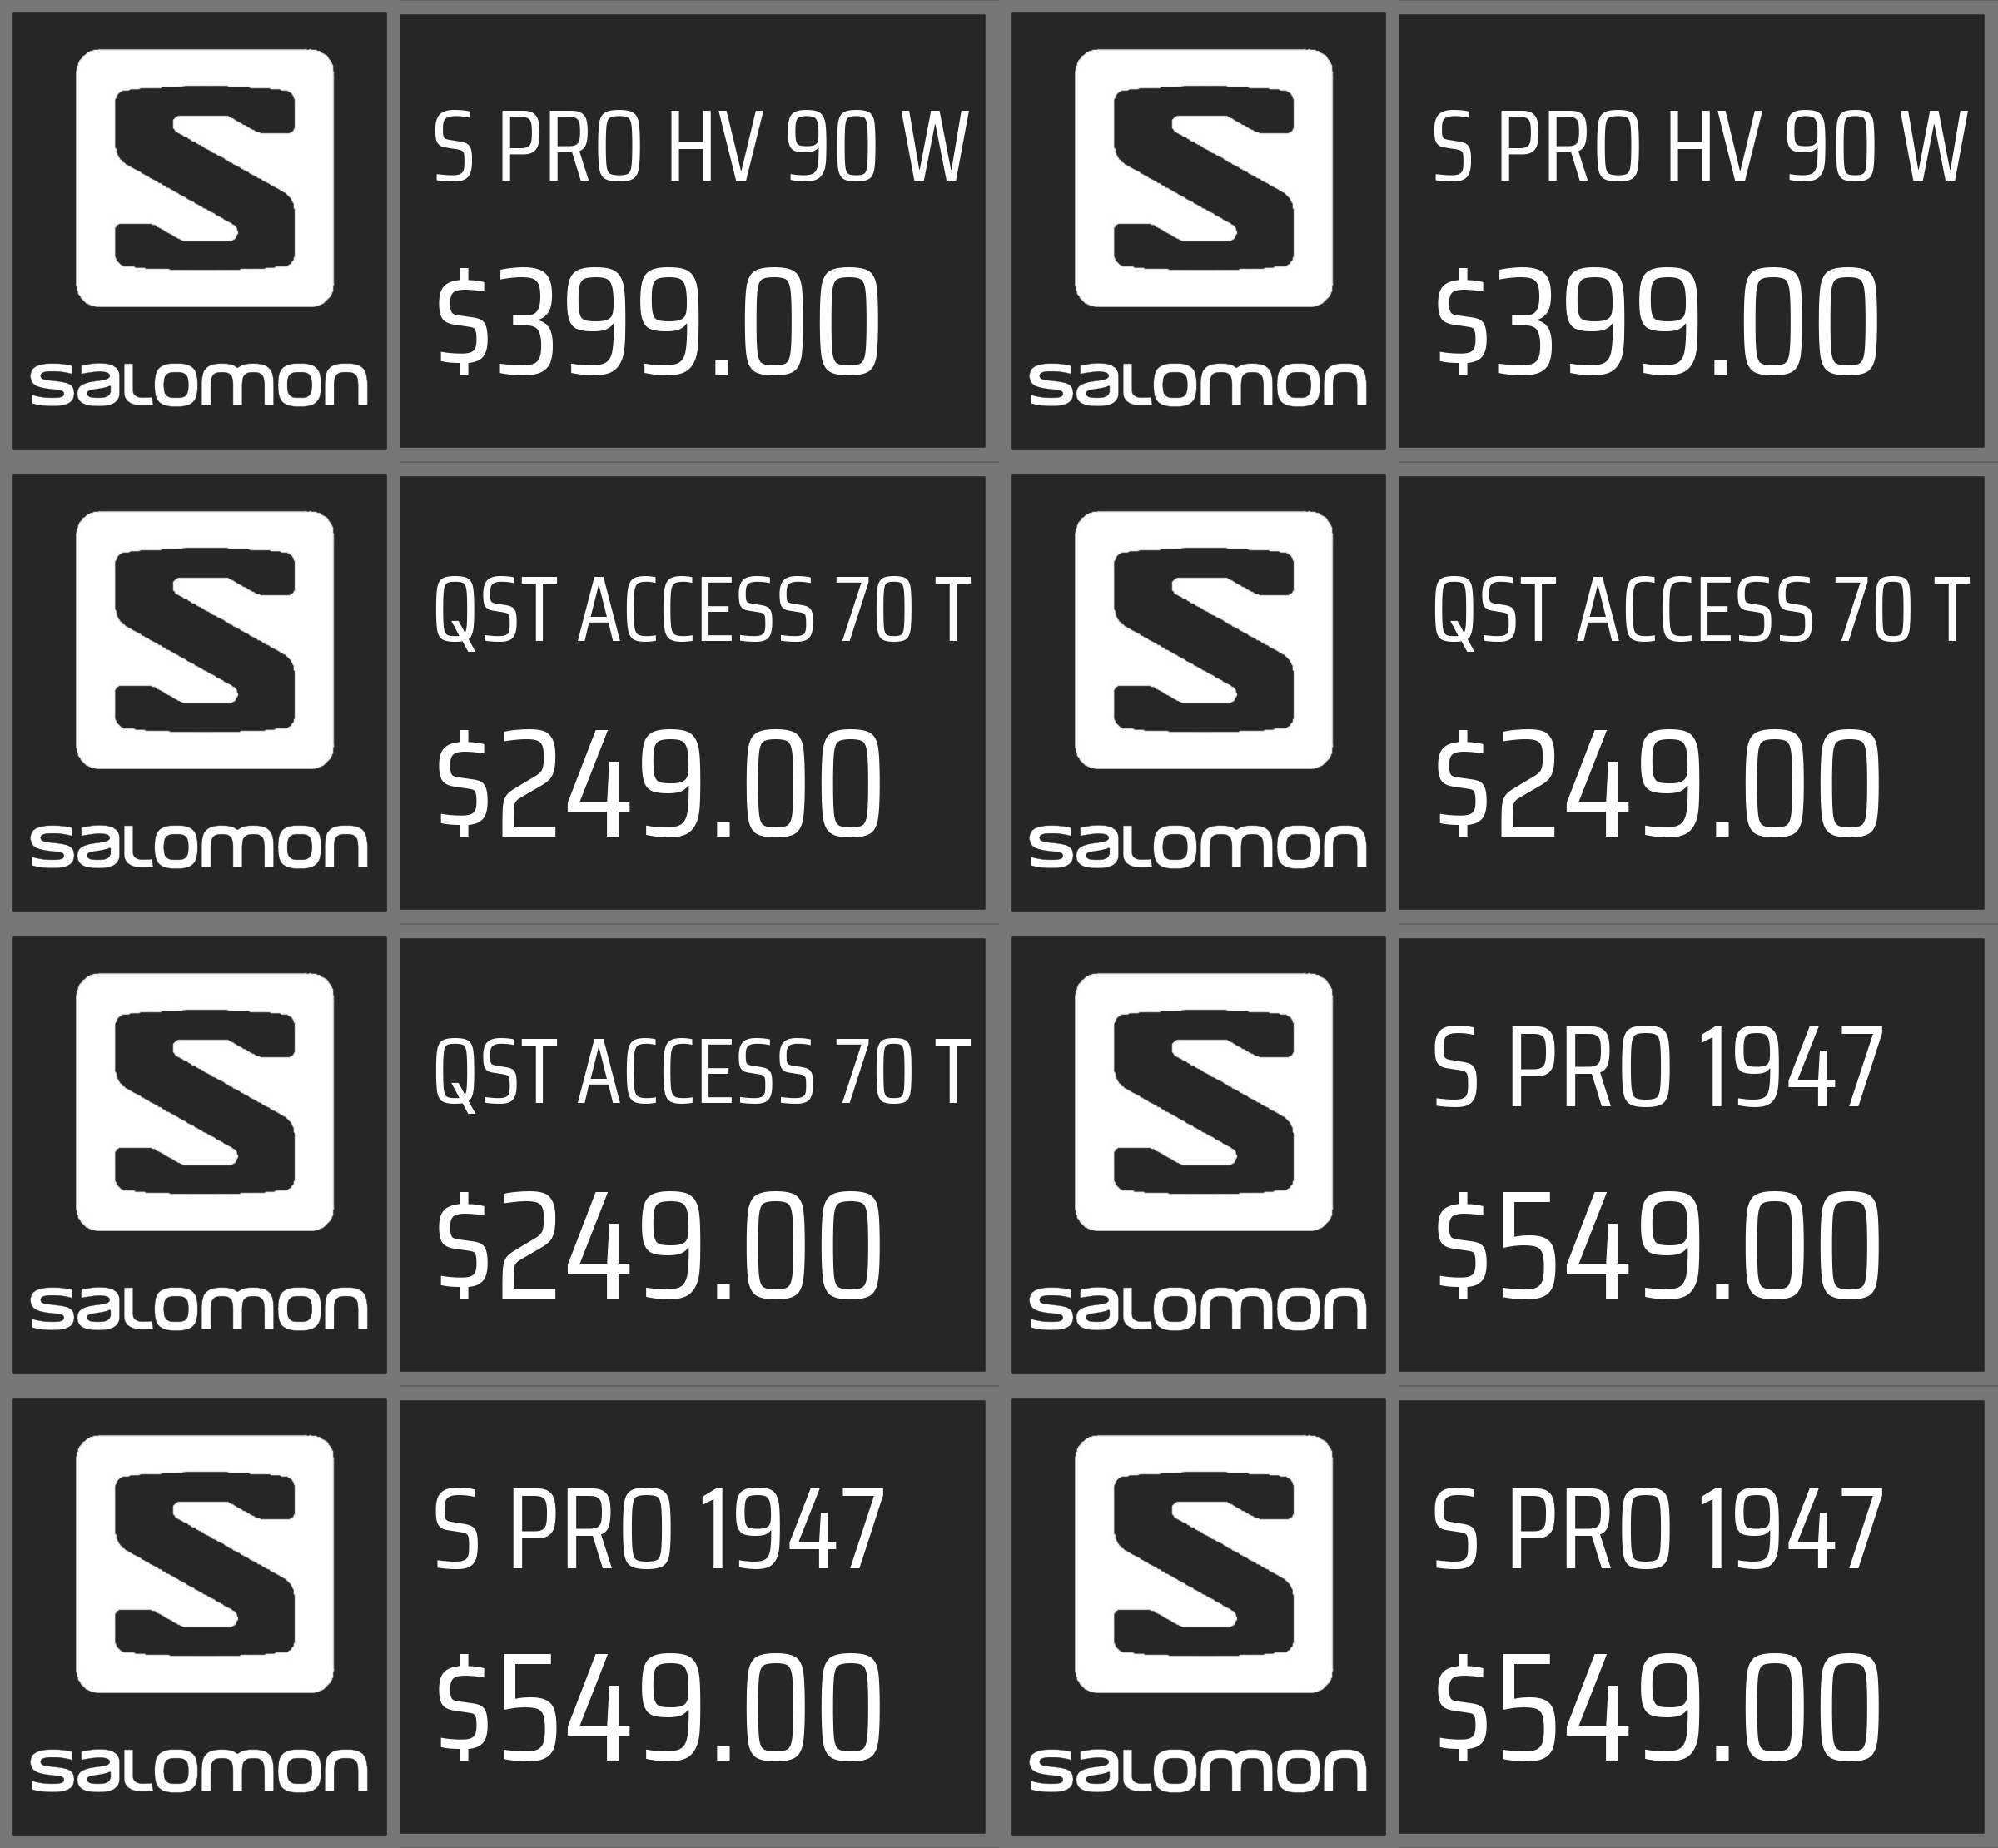 S PRO HV 90 W
$399.00
salomon
S PRO HV 90 W
$399.00
salomon
QST ACCESS 70 T
$249.00
salomon
QST ACCESS 70 T
$249.00
salomon
QST ACCESS 70 T
$249.00
salomon
S PRO 1947
$549.00
salomon
S PRO 1947
$549.00
salomon
S PRO 1947
$549.00
salomon